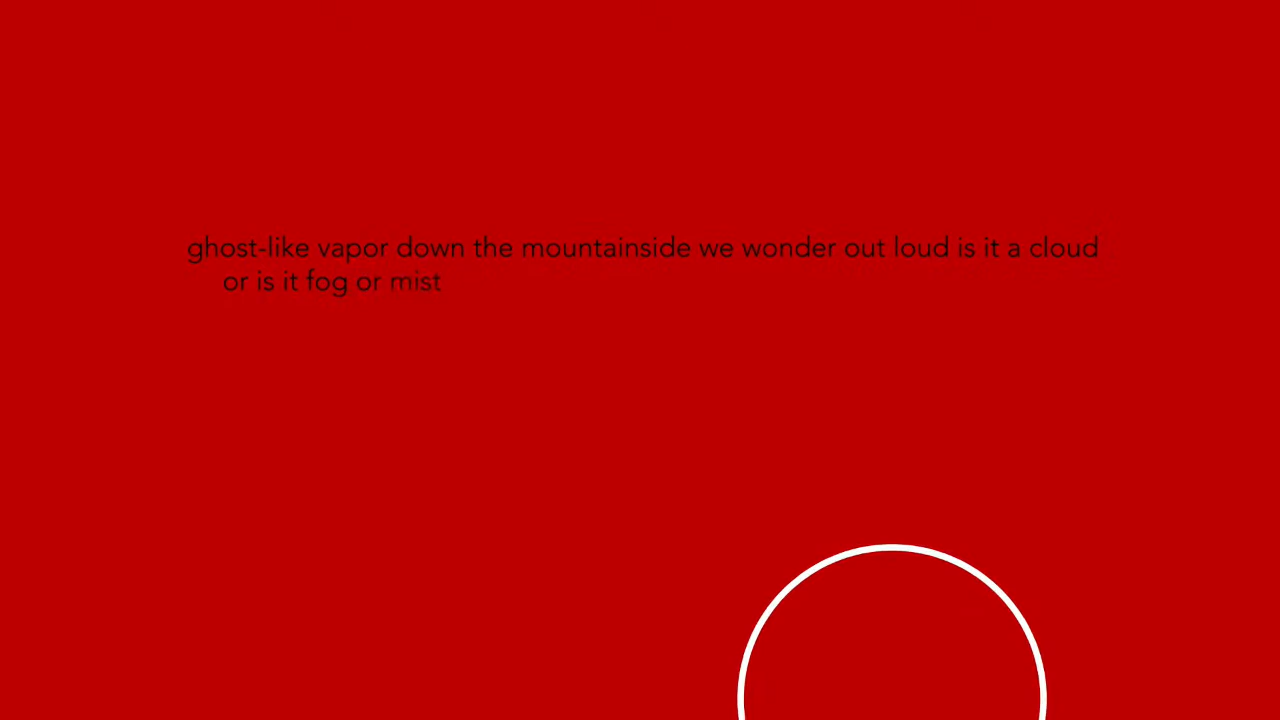 ghost-like vapor down the mountainside we wonder out loud is it a cloud
or is it fog or mist